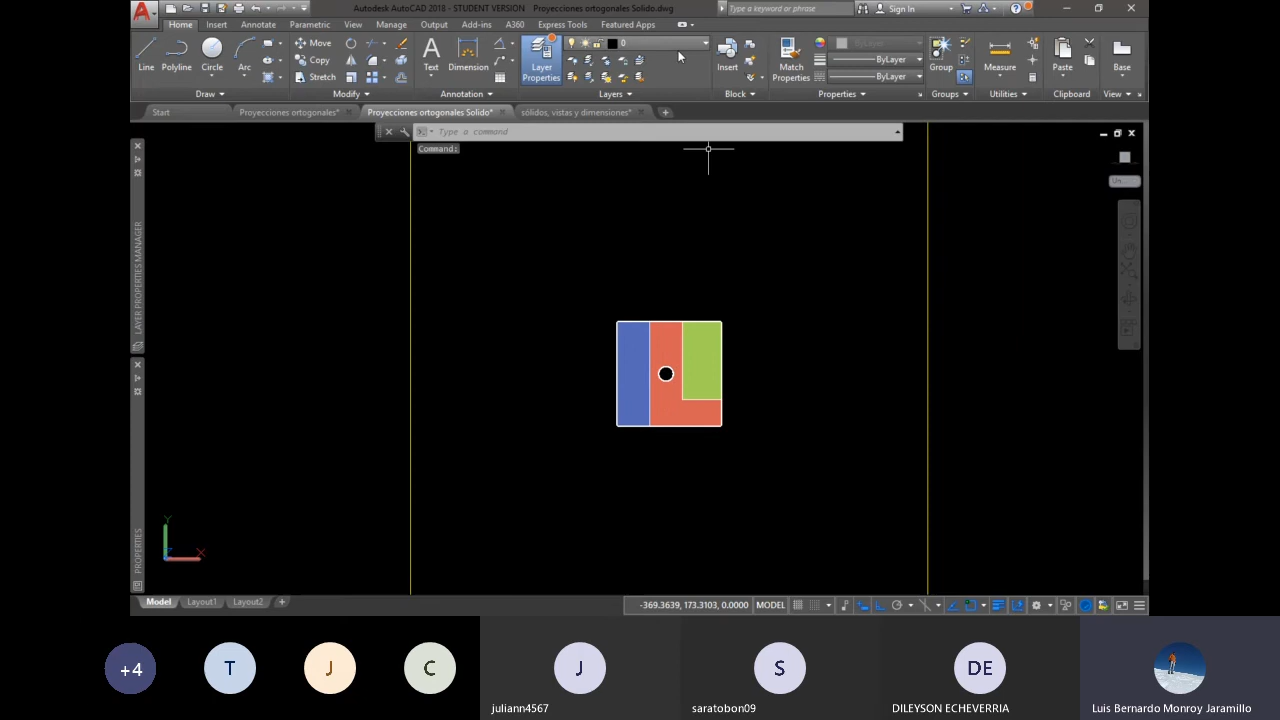 Autodesk AutoCAD 2018 - STUDENT VERSION Proyecciones ortogonales Solido.dwg
Type a keyword or phrase
Sign In
Home Insert Annotate Parametric View Manage Output Add-ins A360 Express Tools Featured Apps
Line Polyline Circle Arc
Move
Copy
Stretch
Text Dimension
Layer Properties
0
Insert
Match Properties
ByLayer
ByLayer
ByLayer
Group
Measure
Paste
Base
Draw Modify Annotation Layers Block Properties Groups Utilities Clipboard View
Start Proyecciones ortogonales* Proyecciones ortogonales Solido* sólidos, vistas y dimensiones*
Type a command
Command:
Un...
LAYER PROPERTIES MANAGER
PROPERTIES
Y
X
Model Layout1 Layout2
-369.3639, 173.3103, 0.0000 MODEL
+4 T J C J S DE
juliann4567 saratobon09 DILEYSON ECHEVERRIA Luis Bernardo Monroy Jaramillo